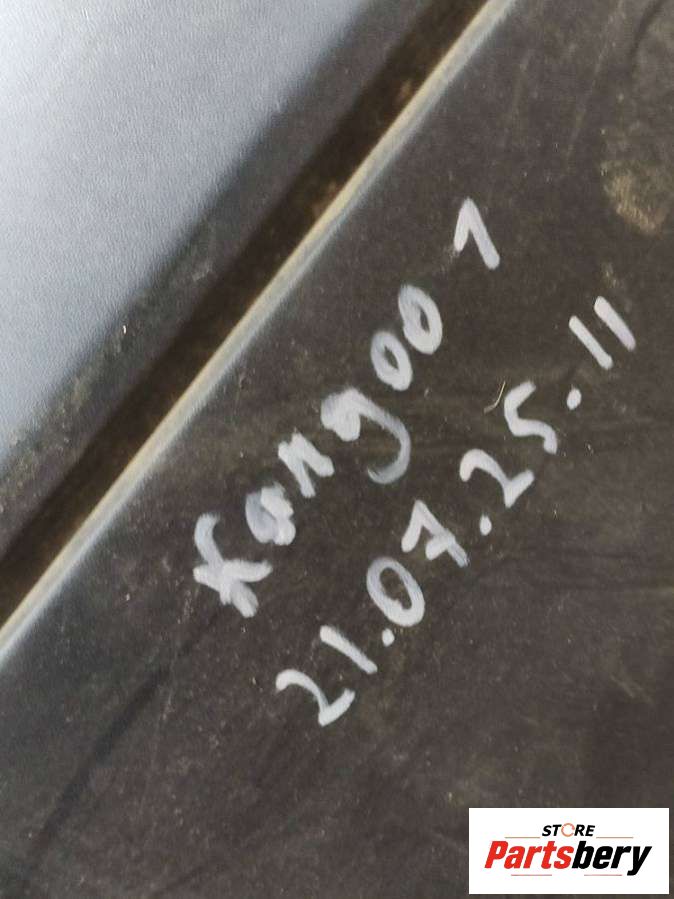 Kangoo 1
21.07.25.11
STORE
Partsbery